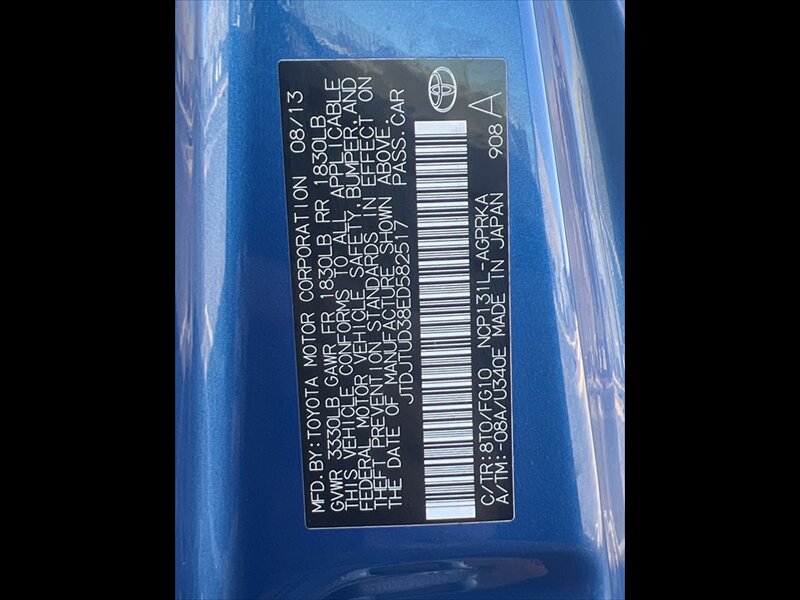 MFD. BY: TOYOTA MOTOR CORPORATION 08/13
GVWR 3330LB GAWR FR 1830LB RR 1830LB
THIS VEHICLE CONFORMS TO ALL APPLICABLE
FEDERAL MOTOR VEHICLE SAFETY, BUMPER, AND
THEFT PREVENTION STANDARDS IN EFFECT ON
THE DATE OF MANUFACTURE SHOWN ABOVE.
JTDJTUD38ED582517 PASS. CAR
C/TR:8T0/FG10 NCP131L-AGPRKA
A/TM:-08A/U340E MADE IN JAPAN 908 A